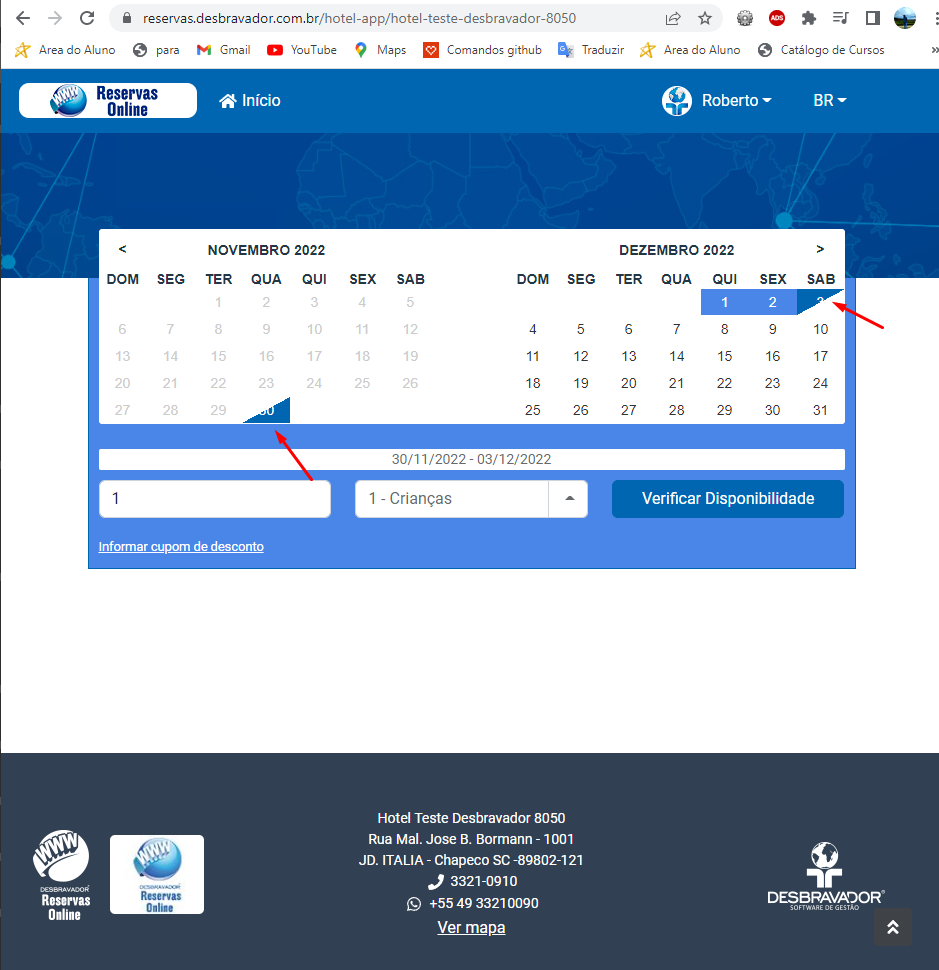 reservas.desbravador.com.br/hotel-app/hotel-teste-desbravador-8050
ADS
Area do Aluno para Gmail YouTube Maps Comandos github Traduzir Area do Aluno Catálogo de Cursos »
WWW Reservas Online Início Roberto BR
< NOVEMBRO 2022 DEZEMBRO 2022 >
DOM SEG TER QUA QUI SEX SAB DOM SEG TER QUA QUI SEX SAB
1 2 3 4 5 1 2 3
6 7 8 9 10 11 12 4 5 6 7 8 9 10
13 14 15 16 17 18 19 11 12 13 14 15 16 17
20 21 22 23 24 25 26 18 19 20 21 22 23 24
27 28 29 30 25 26 27 28 29 30 31
30/11/2022 - 03/12/2022
1 1 - Crianças Verificar Disponibilidade
Informar cupom de desconto
Hotel Teste Desbravador 8050
Rua Mal. Jose B. Bormann - 1001
JD. ITALIA - Chapeco SC -89802-121
3321-0910
+55 49 33210090
Ver mapa
WWW
DESBRAVADOR
Reservas
Online
WWW
DESBRAVADOR
Reservas
Online
DESBRAVADOR®
SOFTWARE DE GESTÃO